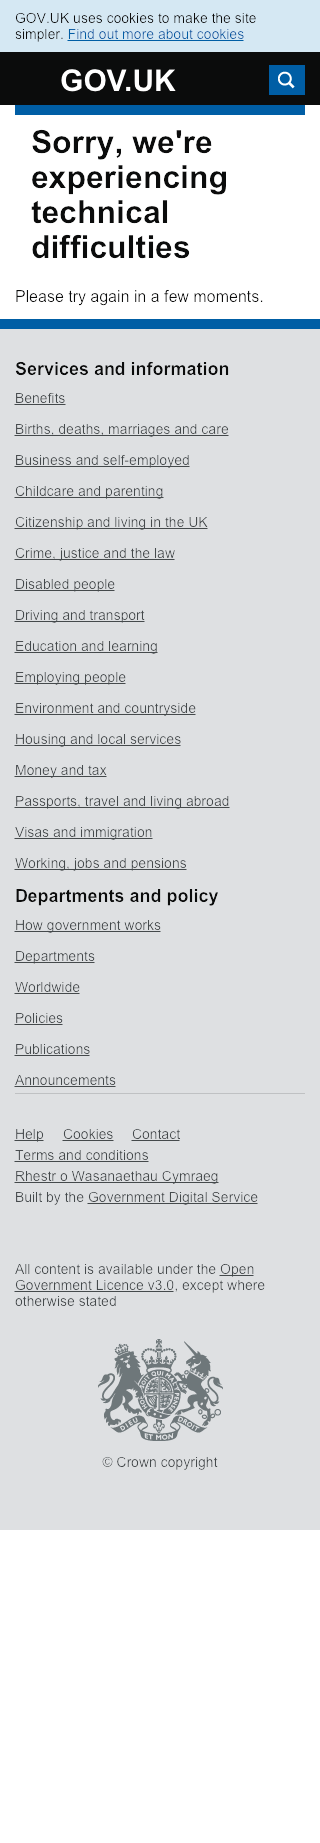 GOV.UK uses cookies to make the site
simpler. Find out more about cookies
GOV.UK
Sorry, we're
experiencing
technical
difficulties
Please try again in a few moments.
Services and information
Benefits
Births, deaths, marriages and care
Business and self-employed
Childcare and parenting
Citizenship and living in the UK
Crime, justice and the law
Disabled people
Driving and transport
Education and learning
Employing people
Environment and countryside
Housing and local services
Money and tax
Passports, travel and living abroad
Visas and immigration
Working, jobs and pensions
Departments and policy
How government works
Departments
Worldwide
Policies
Publications
Announcements
Help Cookies Contact
Terms and conditions
Rhestr o Wasanaethau Cymraeg
Built by the Government Digital Service
All content is available under the Open
Government Licence v3.0, except where
otherwise stated
DIEU ET MON DROIT
© Crown copyright